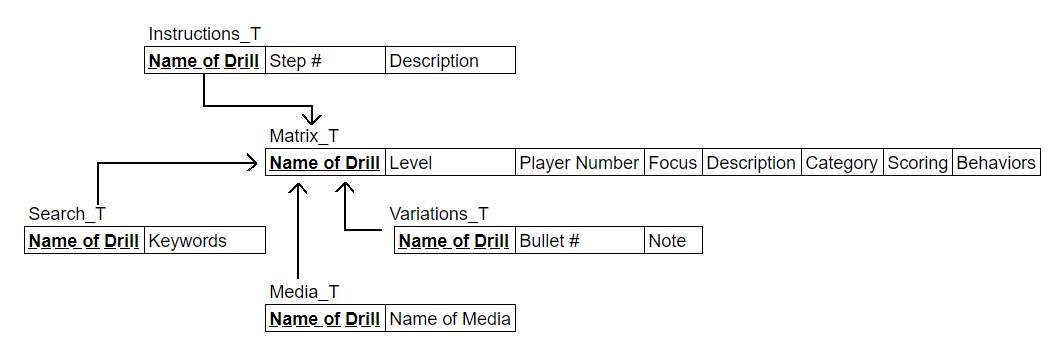 Instructions_T
Name of Drill Step # Description
Matrix_T
Name of Drill Level Player Number Focus Description Category Scoring Behaviors
Search_T
Name of Drill Keywords
Variations_T
Name of Drill Bullet # Note
Media_T
Name of Drill Name of Media